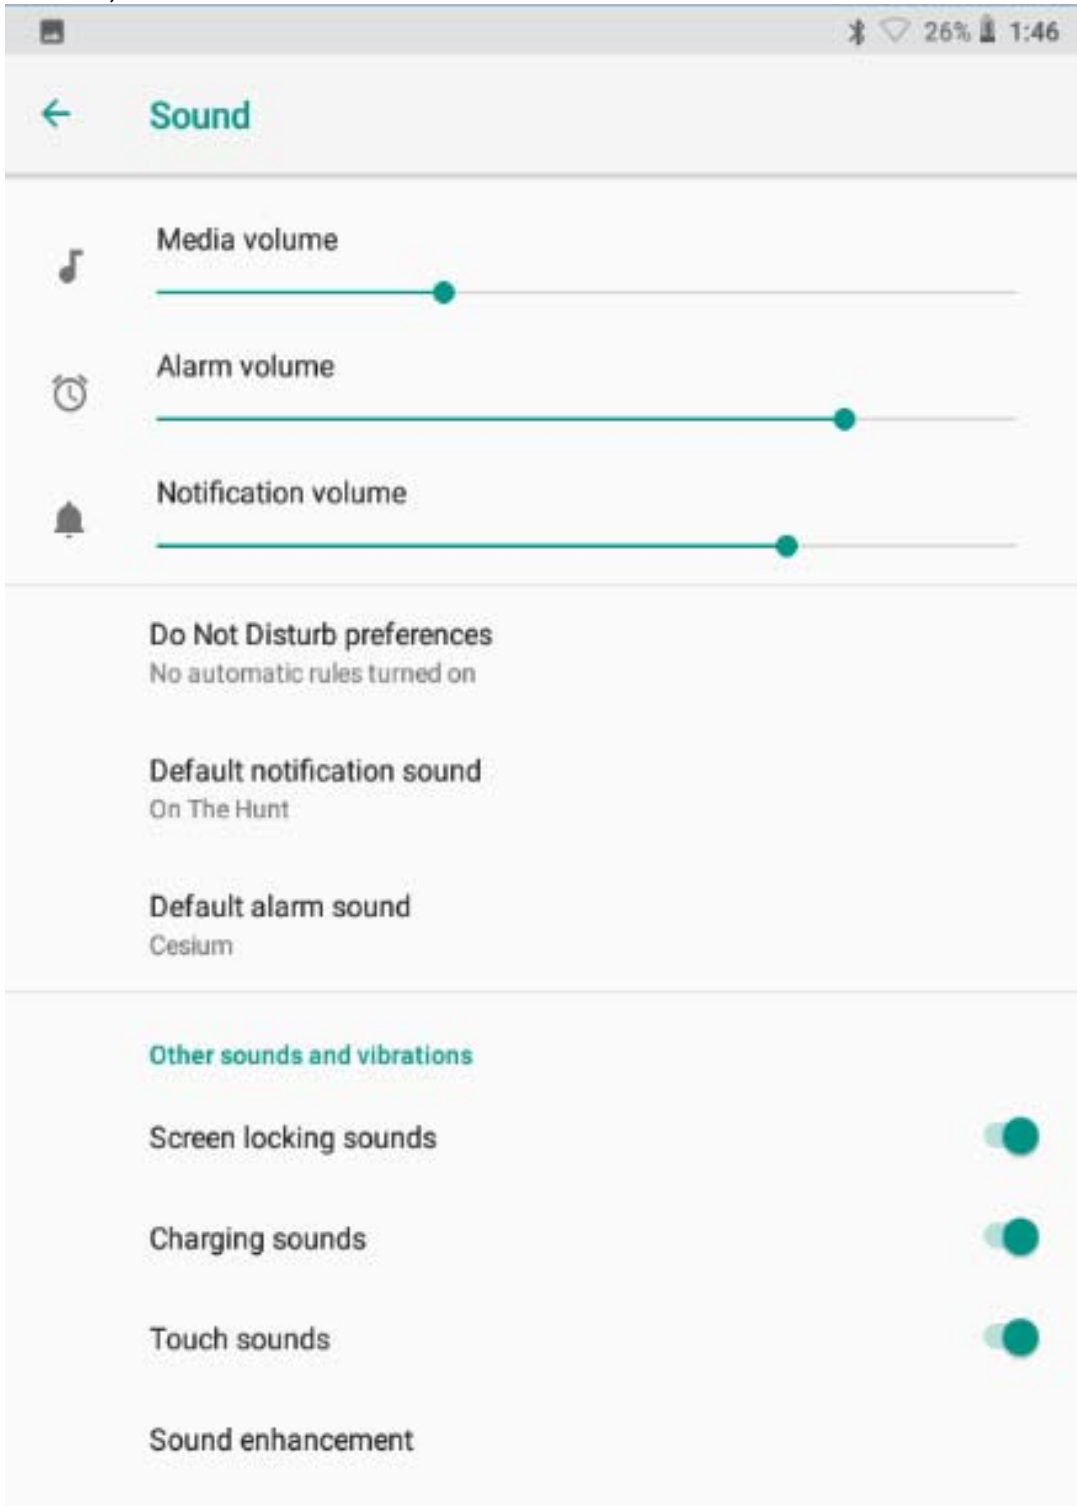 26% 1:46
Sound
Media volume
Alarm volume
Notification volume
Do Not Disturb preferences
No automatic rules turned on
Default notification sound
On The Hunt
Default alarm sound
Cesium
Other sounds and vibrations
Screen locking sounds
Charging sounds
Touch sounds
Sound enhancement